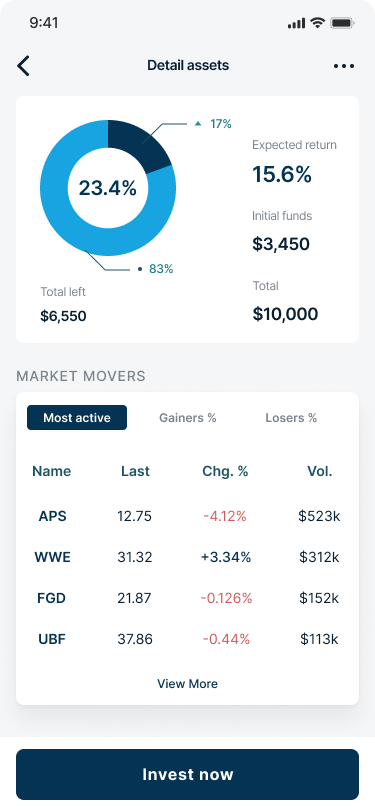 9:41
Detail assets
17%
23.4%
83%
Total left
$6,550
Expected return
15.6%
Initial funds
$3,450
Total
$10,000
MARKET MOVERS
Most active Gainers % Losers %
Name Last Chg. % Vol.
APS 12.75 -4.12% $523k
WWE 31.32 +3.34% $312k
FGD 21.87 -0.126% $152k
UBF 37.86 -0.44% $113k
View More
Invest now